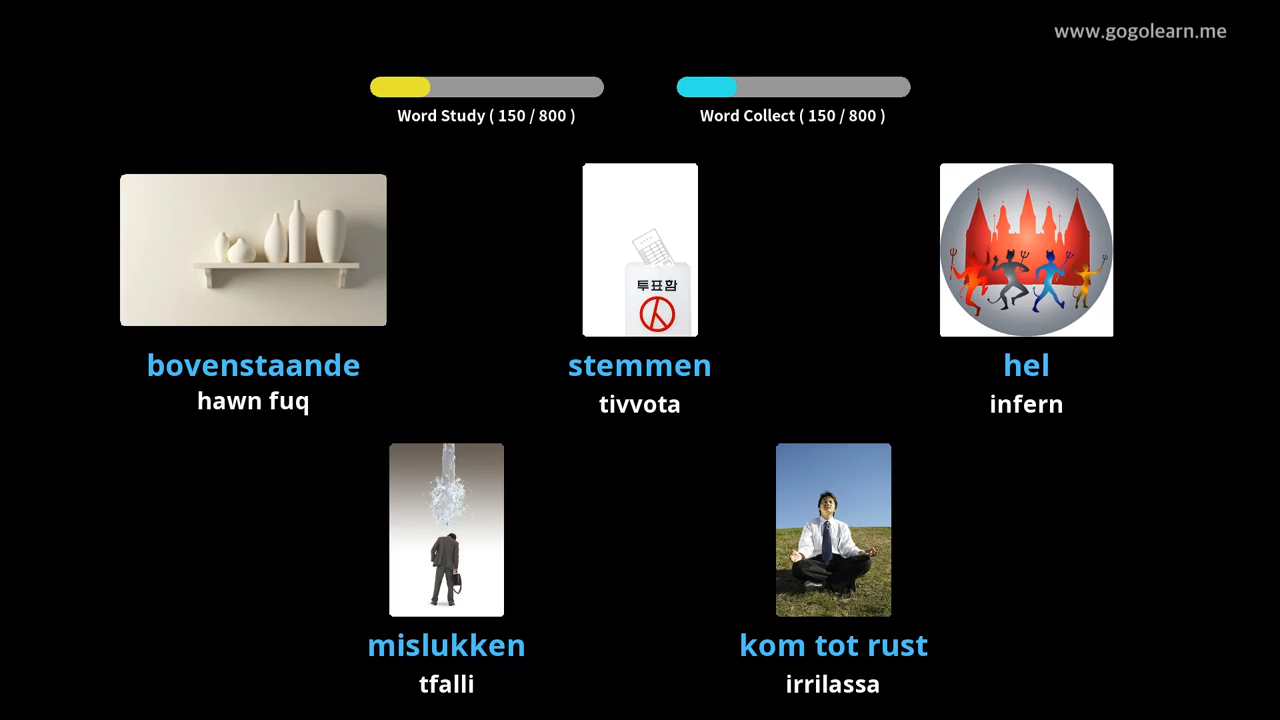 www.gogolearn.me
Word Study ( 150 / 800 )
Word Collect ( 150 / 800 )
투표함
bovenstaande
hawn fuq
stemmen
tivvota
hel
infern
mislukken
tfalli
kom tot rust
irrilassa